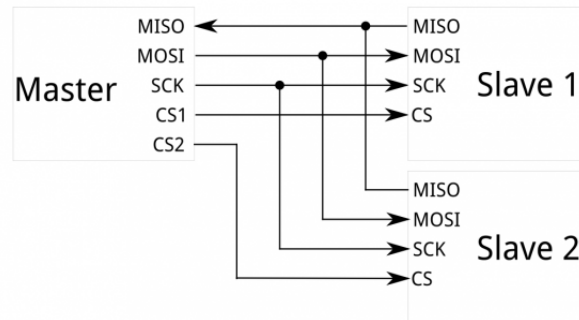 Master
MISO
MOSI
SCK
CS1
CS2
MISO
MOSI
SCK
CS
Slave 1
MISO
MOSI
SCK
CS
Slave 2